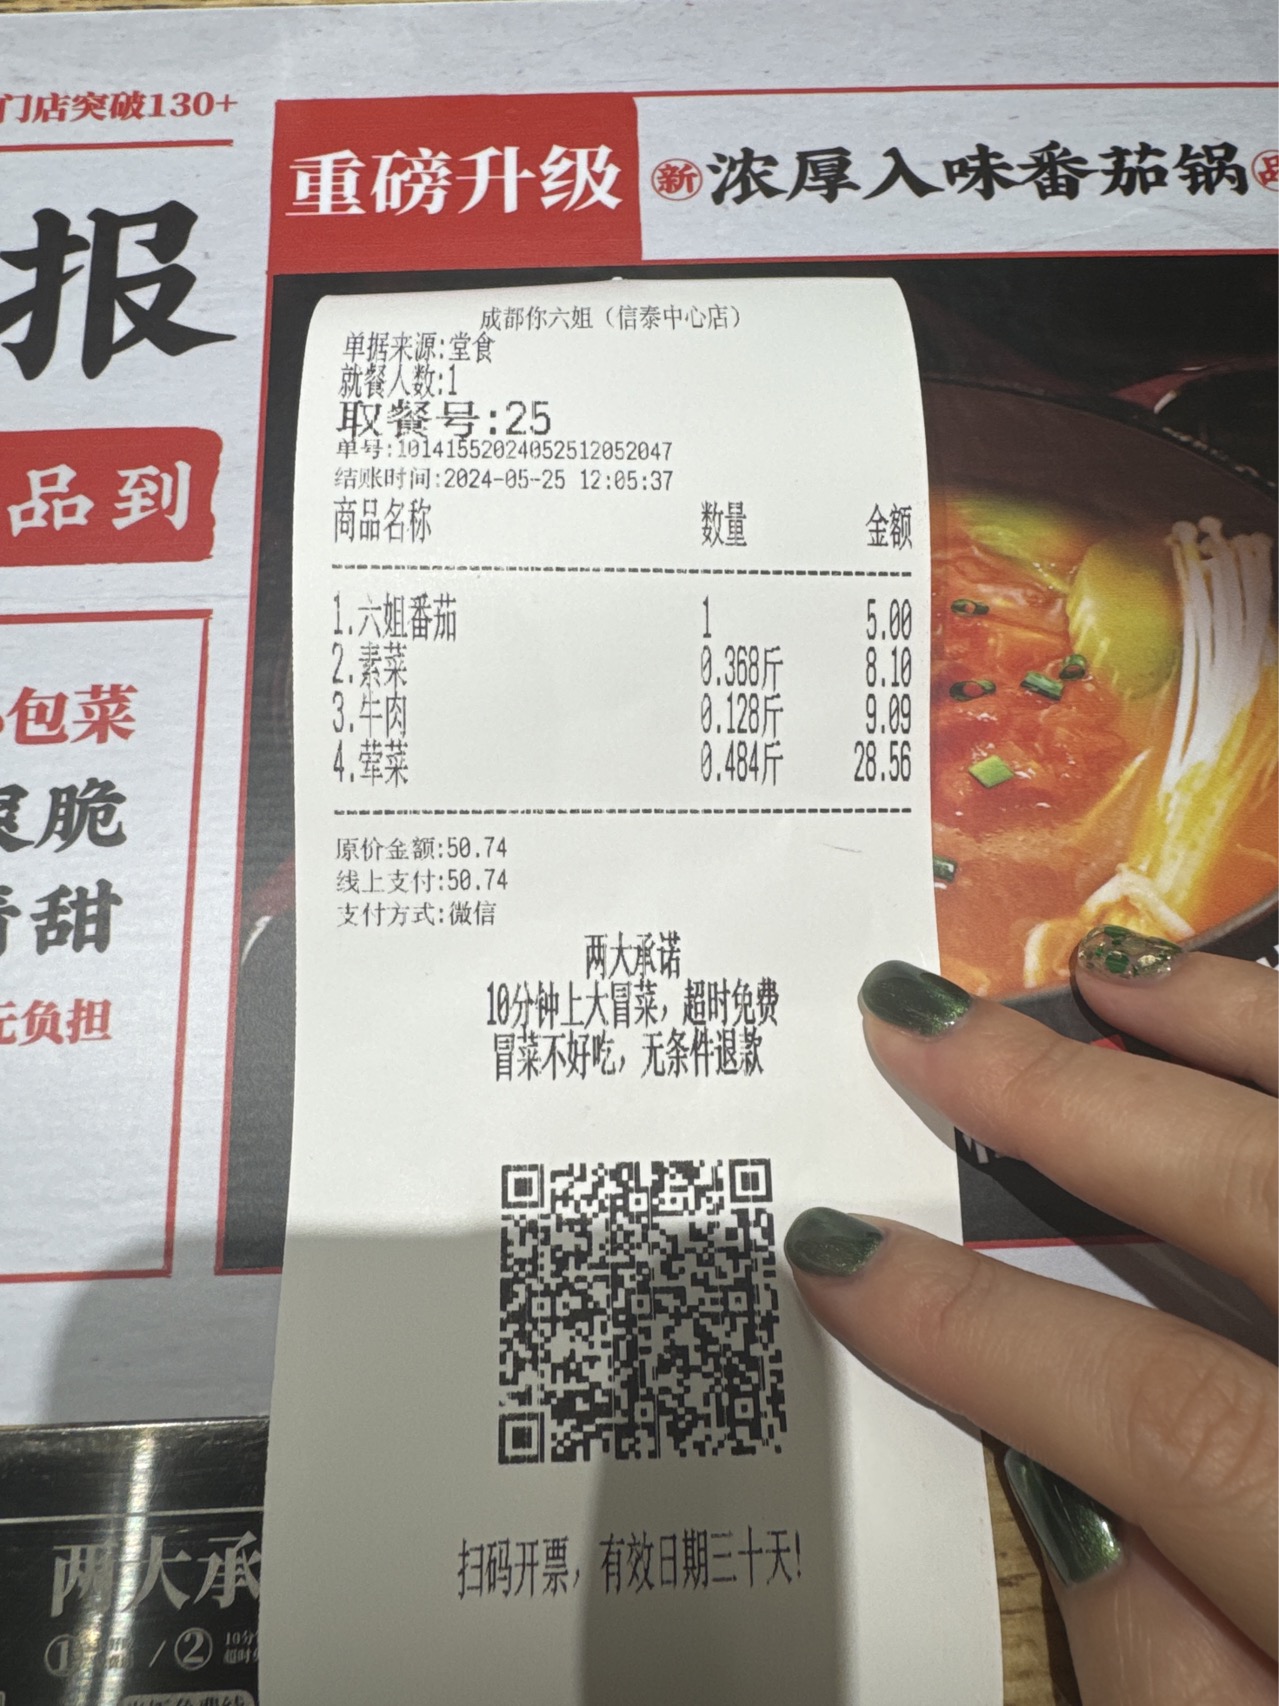 门店突破130+
报
品到
包菜
脆
甜
无负担
重磅升级
新 浓厚入味番茄锅 品
成都你六姐（信泰中心店）
单据来源:堂食
就餐人数:1
取餐号:25
单号:10141552024052512052047
结账时间:2024-05-25 12:05:37
商品名称 数量 金额
1.六姐番茄 1 5.00
2.素菜 0.368斤 8.10
3.牛肉 0.128斤 9.09
4.荤菜 0.484斤 28.56
原价金额:50.74
线上支付:50.74
支付方式:微信
两大承诺
10分钟上大冒菜，超时免费
冒菜不好吃，无条件退款
扫码开票，有效日期三十天!
两大承
① / ② 10分